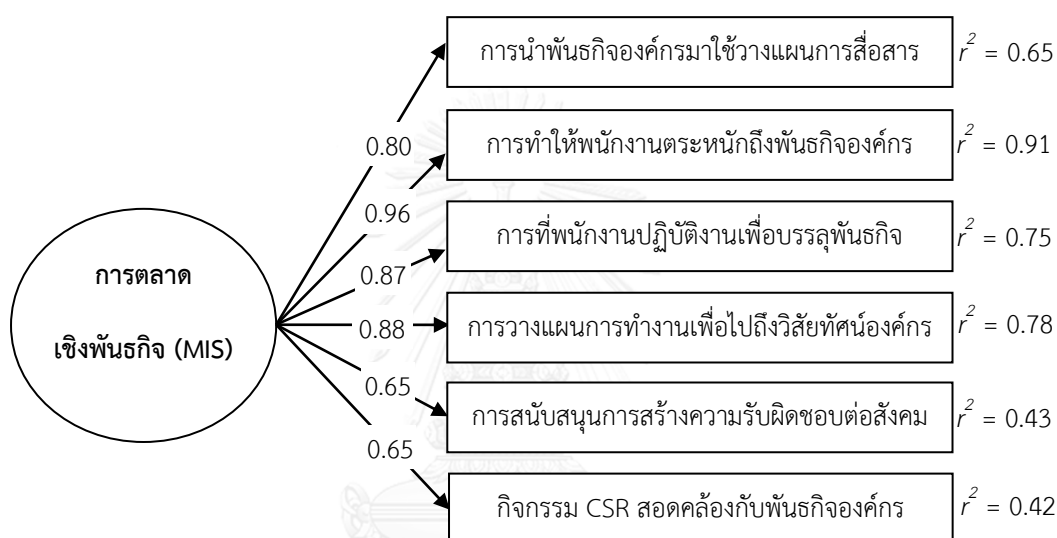 การนำพันธกิจองค์กรมาใช้วางแผนการสื่อสาร r² = 0.65
0.80
การทำให้พนักงานตระหนักถึงพันธกิจองค์กร r² = 0.91
0.96
การที่พนักงานปฏิบัติงานเพื่อบรรลุพันธกิจ r² = 0.75
การตลาด
0.87
เชิงพันธกิจ (MIS)
0.88
การวางแผนการทำงานเพื่อไปถึงวิสัยทัศน์องค์กร r² = 0.78
0.65
การสนับสนุนการสร้างความรับผิดชอบต่อสังคม r² = 0.43
0.65
กิจกรรม CSR สอดคล้องกับพันธกิจองค์กร r² = 0.42